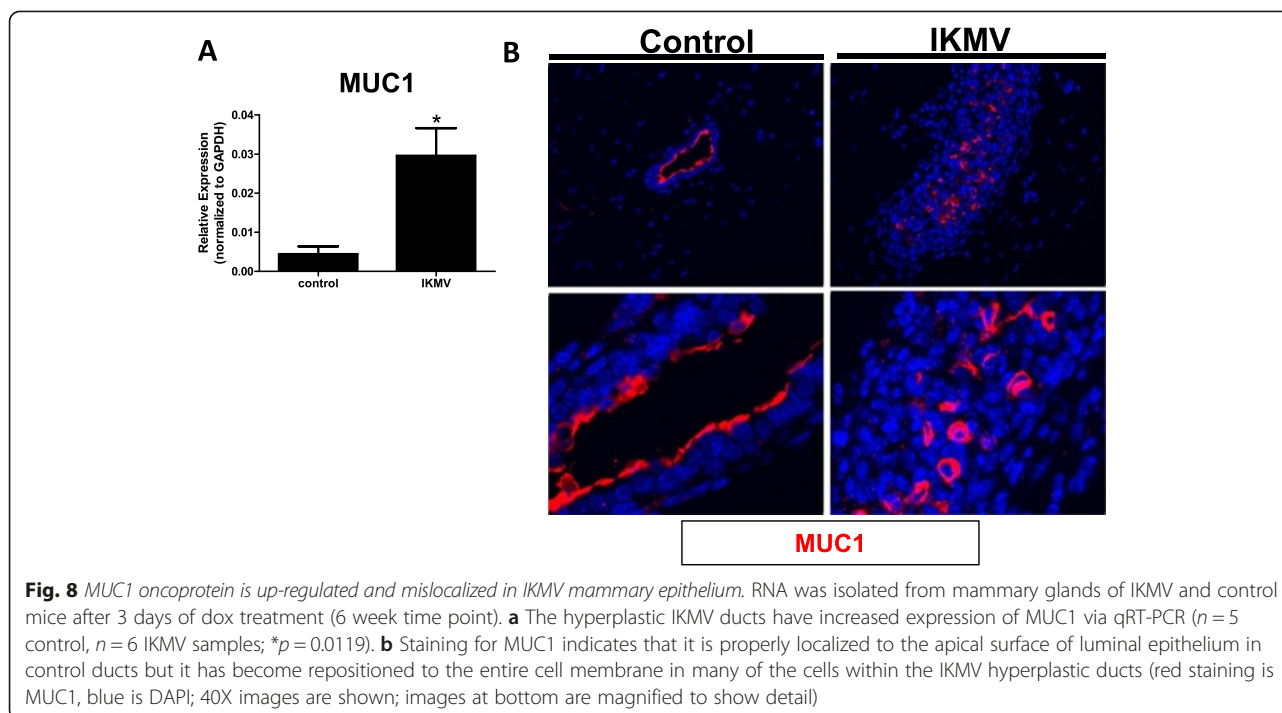 A
MUC1
Relative Expression
(normalized to GAPDH)
0.04
0.03
0.02
0.01
0.00
*
control
IKMV
B
Control
IKMV
MUC1
Fig. 8 MUC1 oncoprotein is up-regulated and mislocalized in IKMV mammary epithelium. RNA was isolated from mammary glands of IKMV and control
mice after 3 days of dox treatment (6 week time point). a The hyperplastic IKMV ducts have increased expression of MUC1 via qRT-PCR (n = 5
control, n = 6 IKMV samples; *p = 0.0119). b Staining for MUC1 indicates that it is properly localized to the apical surface of luminal epithelium in
control ducts but it has become repositioned to the entire cell membrane in many of the cells within the IKMV hyperplastic ducts (red staining is
MUC1, blue is DAPI; 40X images are shown; images at bottom are magnified to show detail)